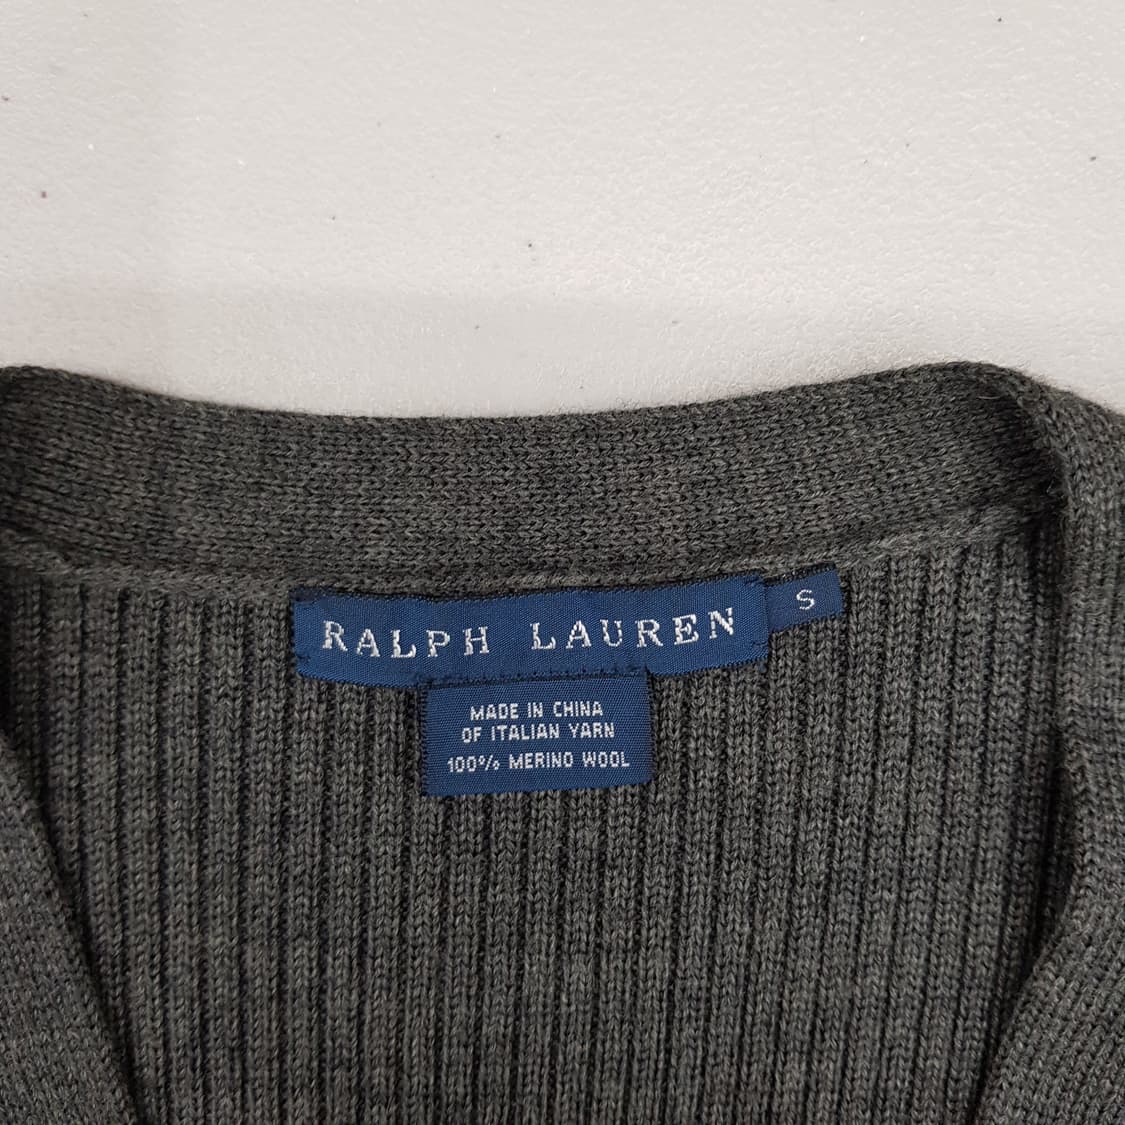 RALPH LAUREN S
MADE IN CHINA
OF ITALIAN YARN
100% MERINO WOOL